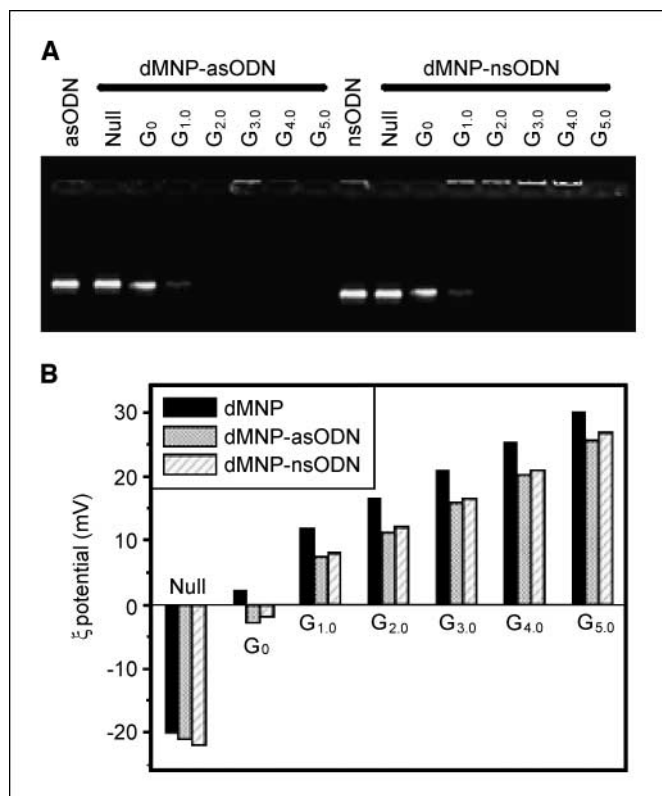 A
dMNP-asODN
dMNP-nsODN
asODN Null G₀ G₁.₀ G₂.₀ G₃.₀ G₄.₀ G₅.₀ nsODN Null G₀ G₁.₀ G₂.₀ G₃.₀ G₄.₀ G₅.₀
B
dMNP
dMNP-asODN
dMNP-nsODN
ξ potential (mV)
30
20
10
0
-10
-20
Null
G₀
G₁.₀
G₂.₀
G₃.₀
G₄.₀
G₅.₀